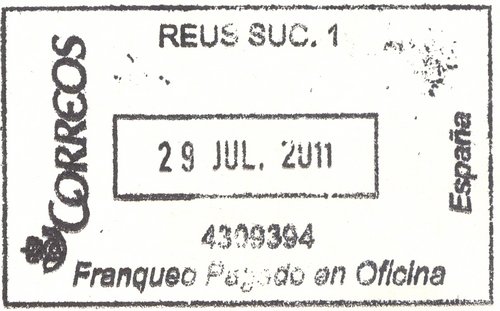 REUS SUC. 1
CORREOS
España
29 JUL. 2011
4309394
Franqueo Pagado en Oficina